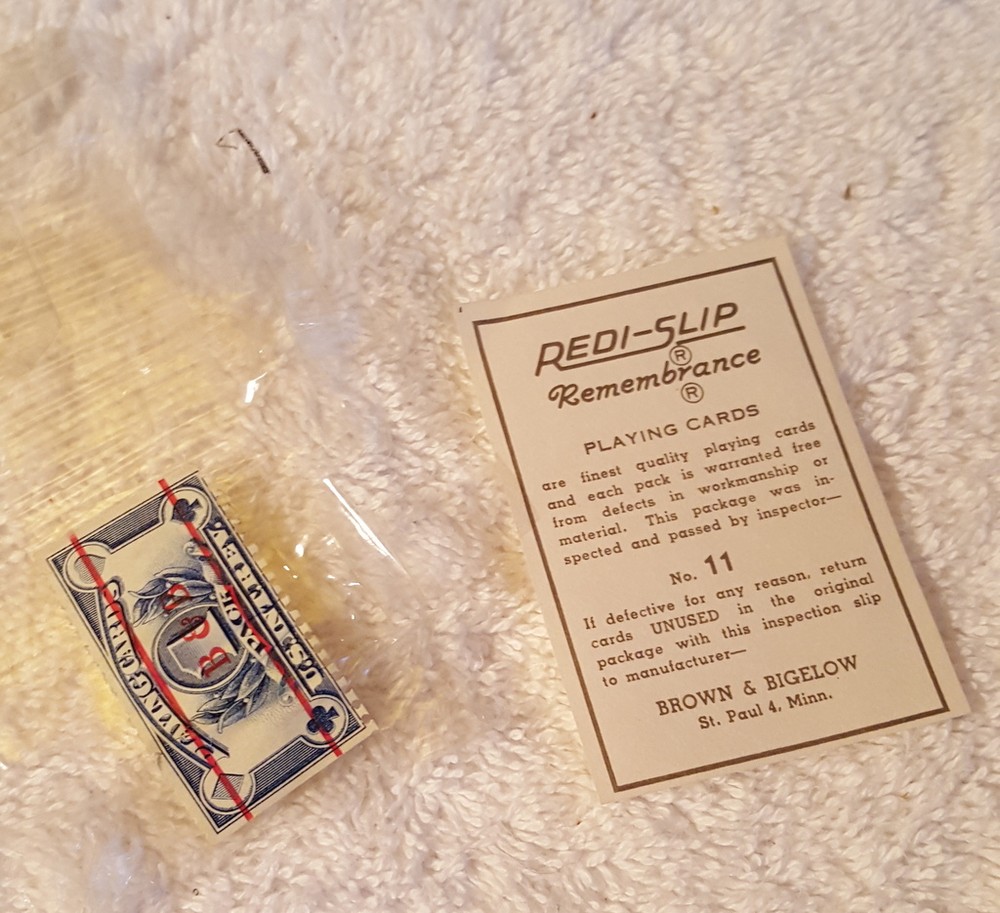 REDI-SLIP
®
Remembrance
®
PLAYING CARDS
are finest quality playing cards
and each pack is warranted free
from defects in workmanship or
material. This package was in-
spected and passed by inspector—
No. 11
If defective for any reason, return
cards UNUSED in the original
package with this inspection slip
to manufacturer—
BROWN & BIGELOW
St. Paul 4, Minn.
PLAYING CARDS
B & B
PACK